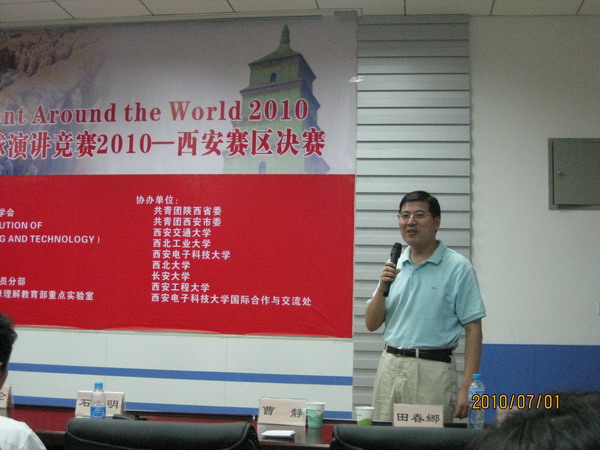 nt Around the World 2010
球演讲竞赛2010—西安赛区决赛
学会
UTION OF
G AND TECHNOLOGY）
员分部
像理解教育部重点实验室
协办单位：
共青团陕西省委
共青团西安市委
西安交通大学
西北工业大学
西安电子科技大学
西北大学
长安大学
西安工程大学
西安电子科技大学国际合作与交流处
石 明
曹 静
田春娜
2010/07/01